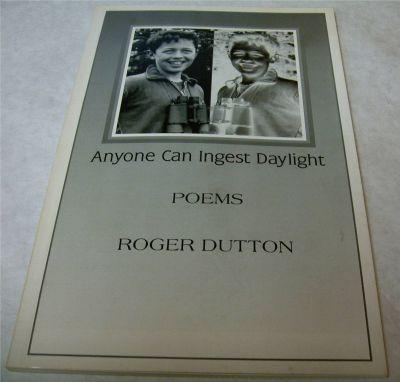 Anyone Can Ingest Daylight
POEMS
ROGER DUTTON